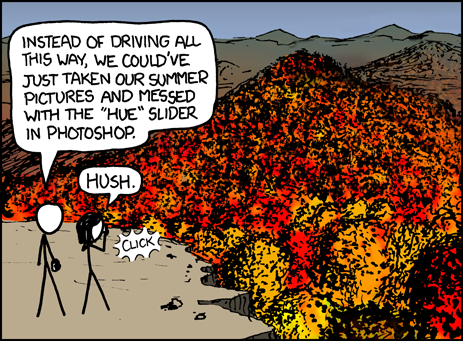 INSTEAD OF DRIVING ALL
THIS WAY, WE COULD'VE
JUST TAKEN OUR SUMMER
PICTURES AND MESSED
WITH THE "HUE" SLIDER
IN PHOTOSHOP.
HUSH.
CLICK